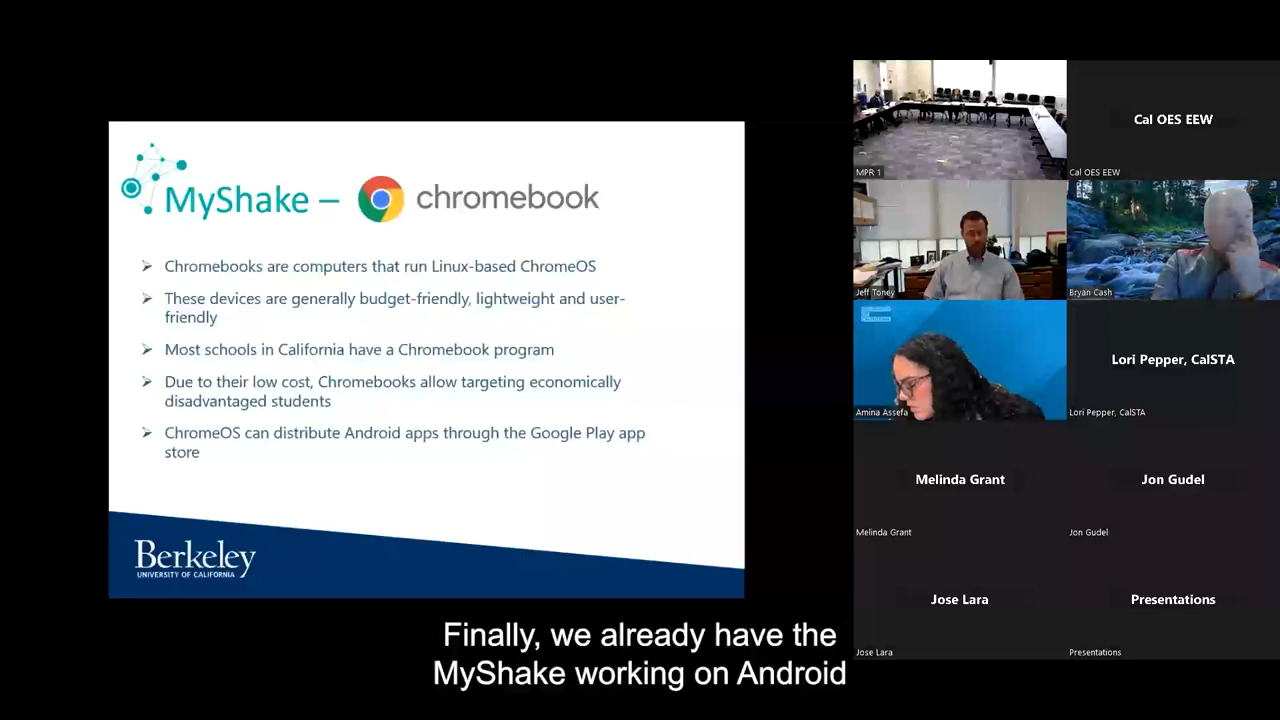 MyShake – chromebook
Chromebooks are computers that run Linux-based ChromeOS
These devices are generally budget-friendly, lightweight and user-
friendly
Most schools in California have a Chromebook program
Due to their low cost, Chromebooks allow targeting economically
disadvantaged students
ChromeOS can distribute Android apps through the Google Play app
store
Berkeley
UNIVERSITY OF CALIFORNIA
Finally, we already have the
MyShake working on Android
MPR 1
Cal OES EEW
Cal OES EEW
Jeff Toney
Bryan Cash
Amina Assefa
Lori Pepper, CalSTA
Lori Pepper, CalSTA
Melinda Grant
Melinda Grant
Jon Gudel
Jon Gudel
Jose Lara
Jose Lara
Presentations
Presentations